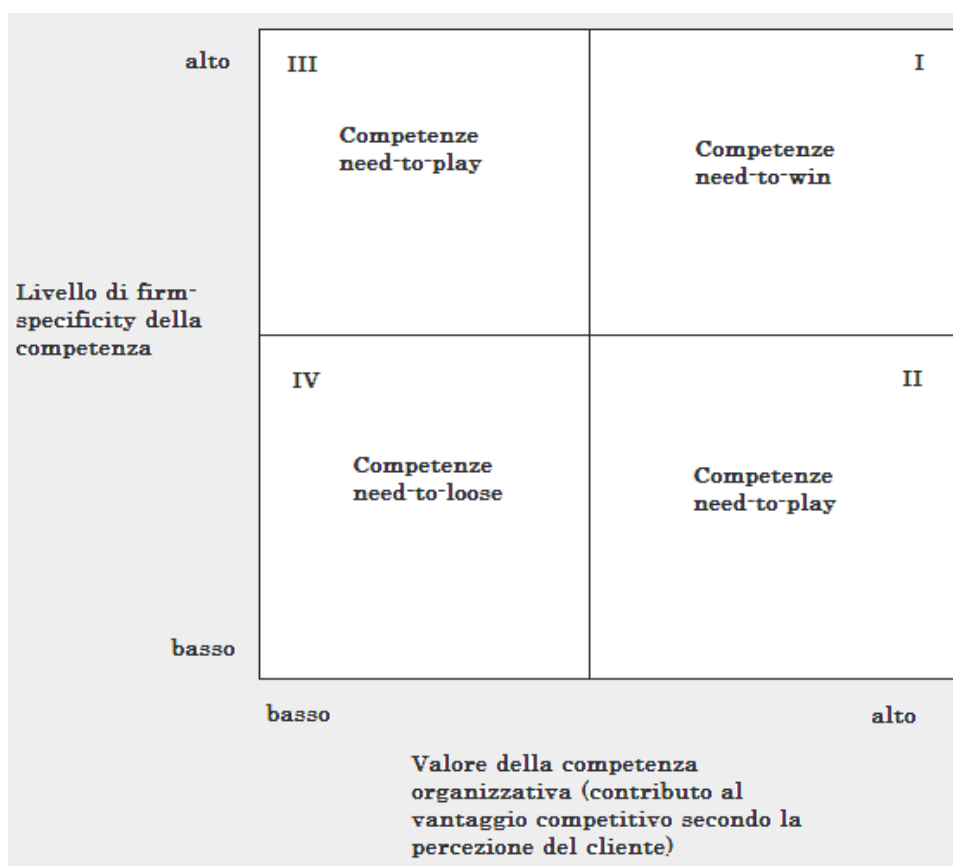 alto
III
I
Competenze
need-to-play
Competenze
need-to-win
Livello di firm-
specificity della
competenza
IV
II
Competenze
need-to-loose
Competenze
need-to-play
basso
basso
alto
Valore della competenza
organizzativa (contributo al
vantaggio competitivo secondo la
percezione del cliente)